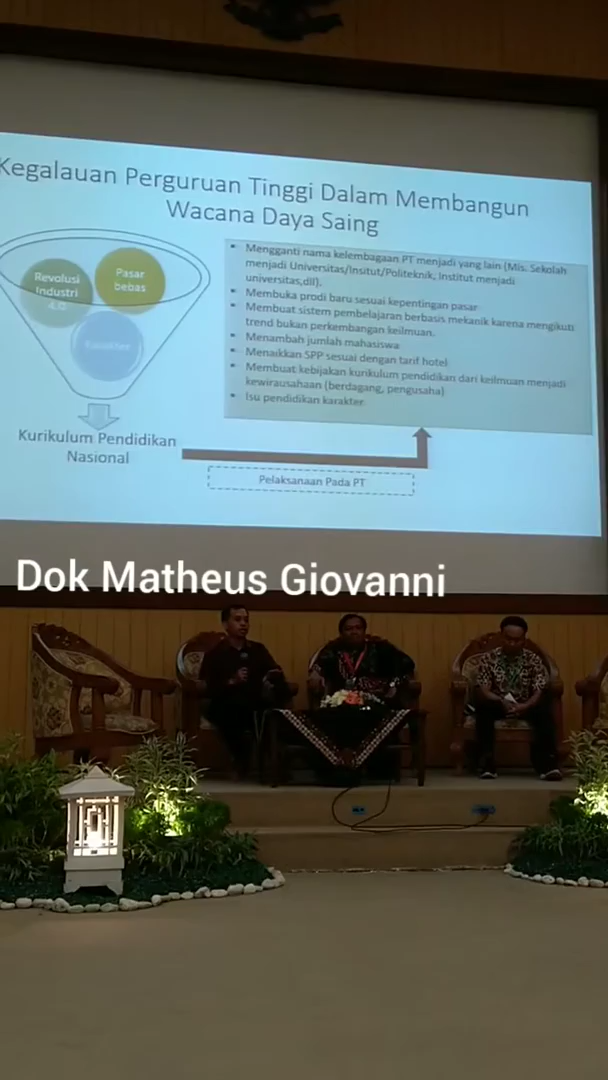 Kegalauan Perguruan Tinggi Dalam Membangun
Wacana Daya Saing
Revolusi
Industri
4.0
Pasar
bebas
Karakter
Kurikulum Pendidikan
Nasional
▪ Mengganti nama kelembagaan PT menjadi yang lain (Mis. Sekolah
menjadi Universitas/Insitut/Politeknik, Institut menjadi
universitas,dll).
▪ Membuka prodi baru sesuai kepentingan pasar
▪ Membuat sistem pembelajaran berbasis mekanik karena mengikuti
trend bukan perkembangan keilmuan.
▪ Menambah jumlah mahasiswa
▪ Menaikkan SPP sesuai dengan tarif hotel
▪ Membuat kebijakan kurikulum pendidikan dari keilmuan menjadi
kewirausahaan (berdagang, pengusaha)
▪ Isu pendidikan karakter
Pelaksanaan Pada PT
Dok Matheus Giovanni